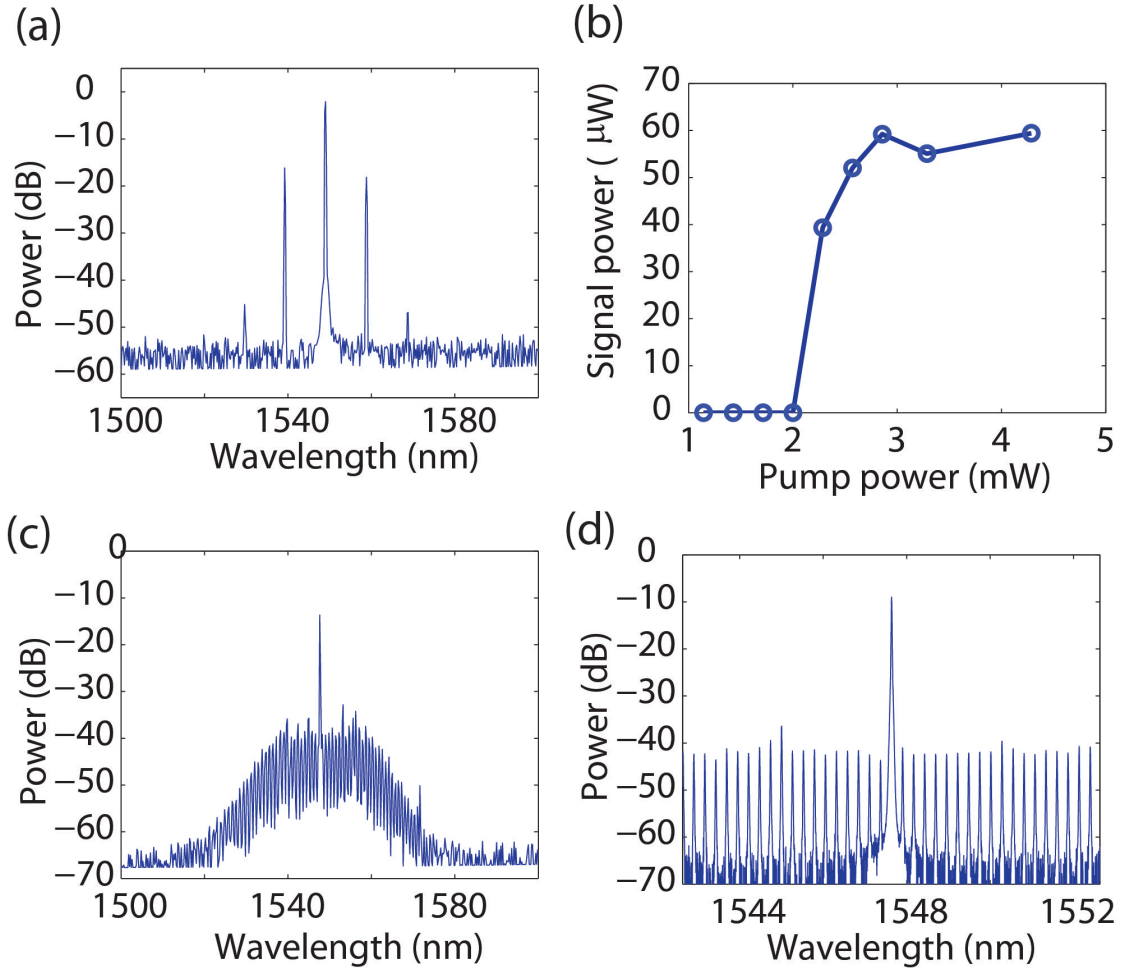 (a)
0
−10
−20
−30
−40
−50
−60
Power (dB)
1500 1540 1580
Wavelength (nm)
(b)
70
60
50
40
30
20
10
0
Signal power ( μW)
1 2 3 4 5
Pump power (mW)
(c)
0
−10
−20
−30
−40
−50
−60
−70
Power (dB)
1500 1540 1580
Wavelength (nm)
(d)
0
−10
−20
−30
−40
−50
−60
−70
Power (dB)
1544 1548 1552
Wavelength (nm)